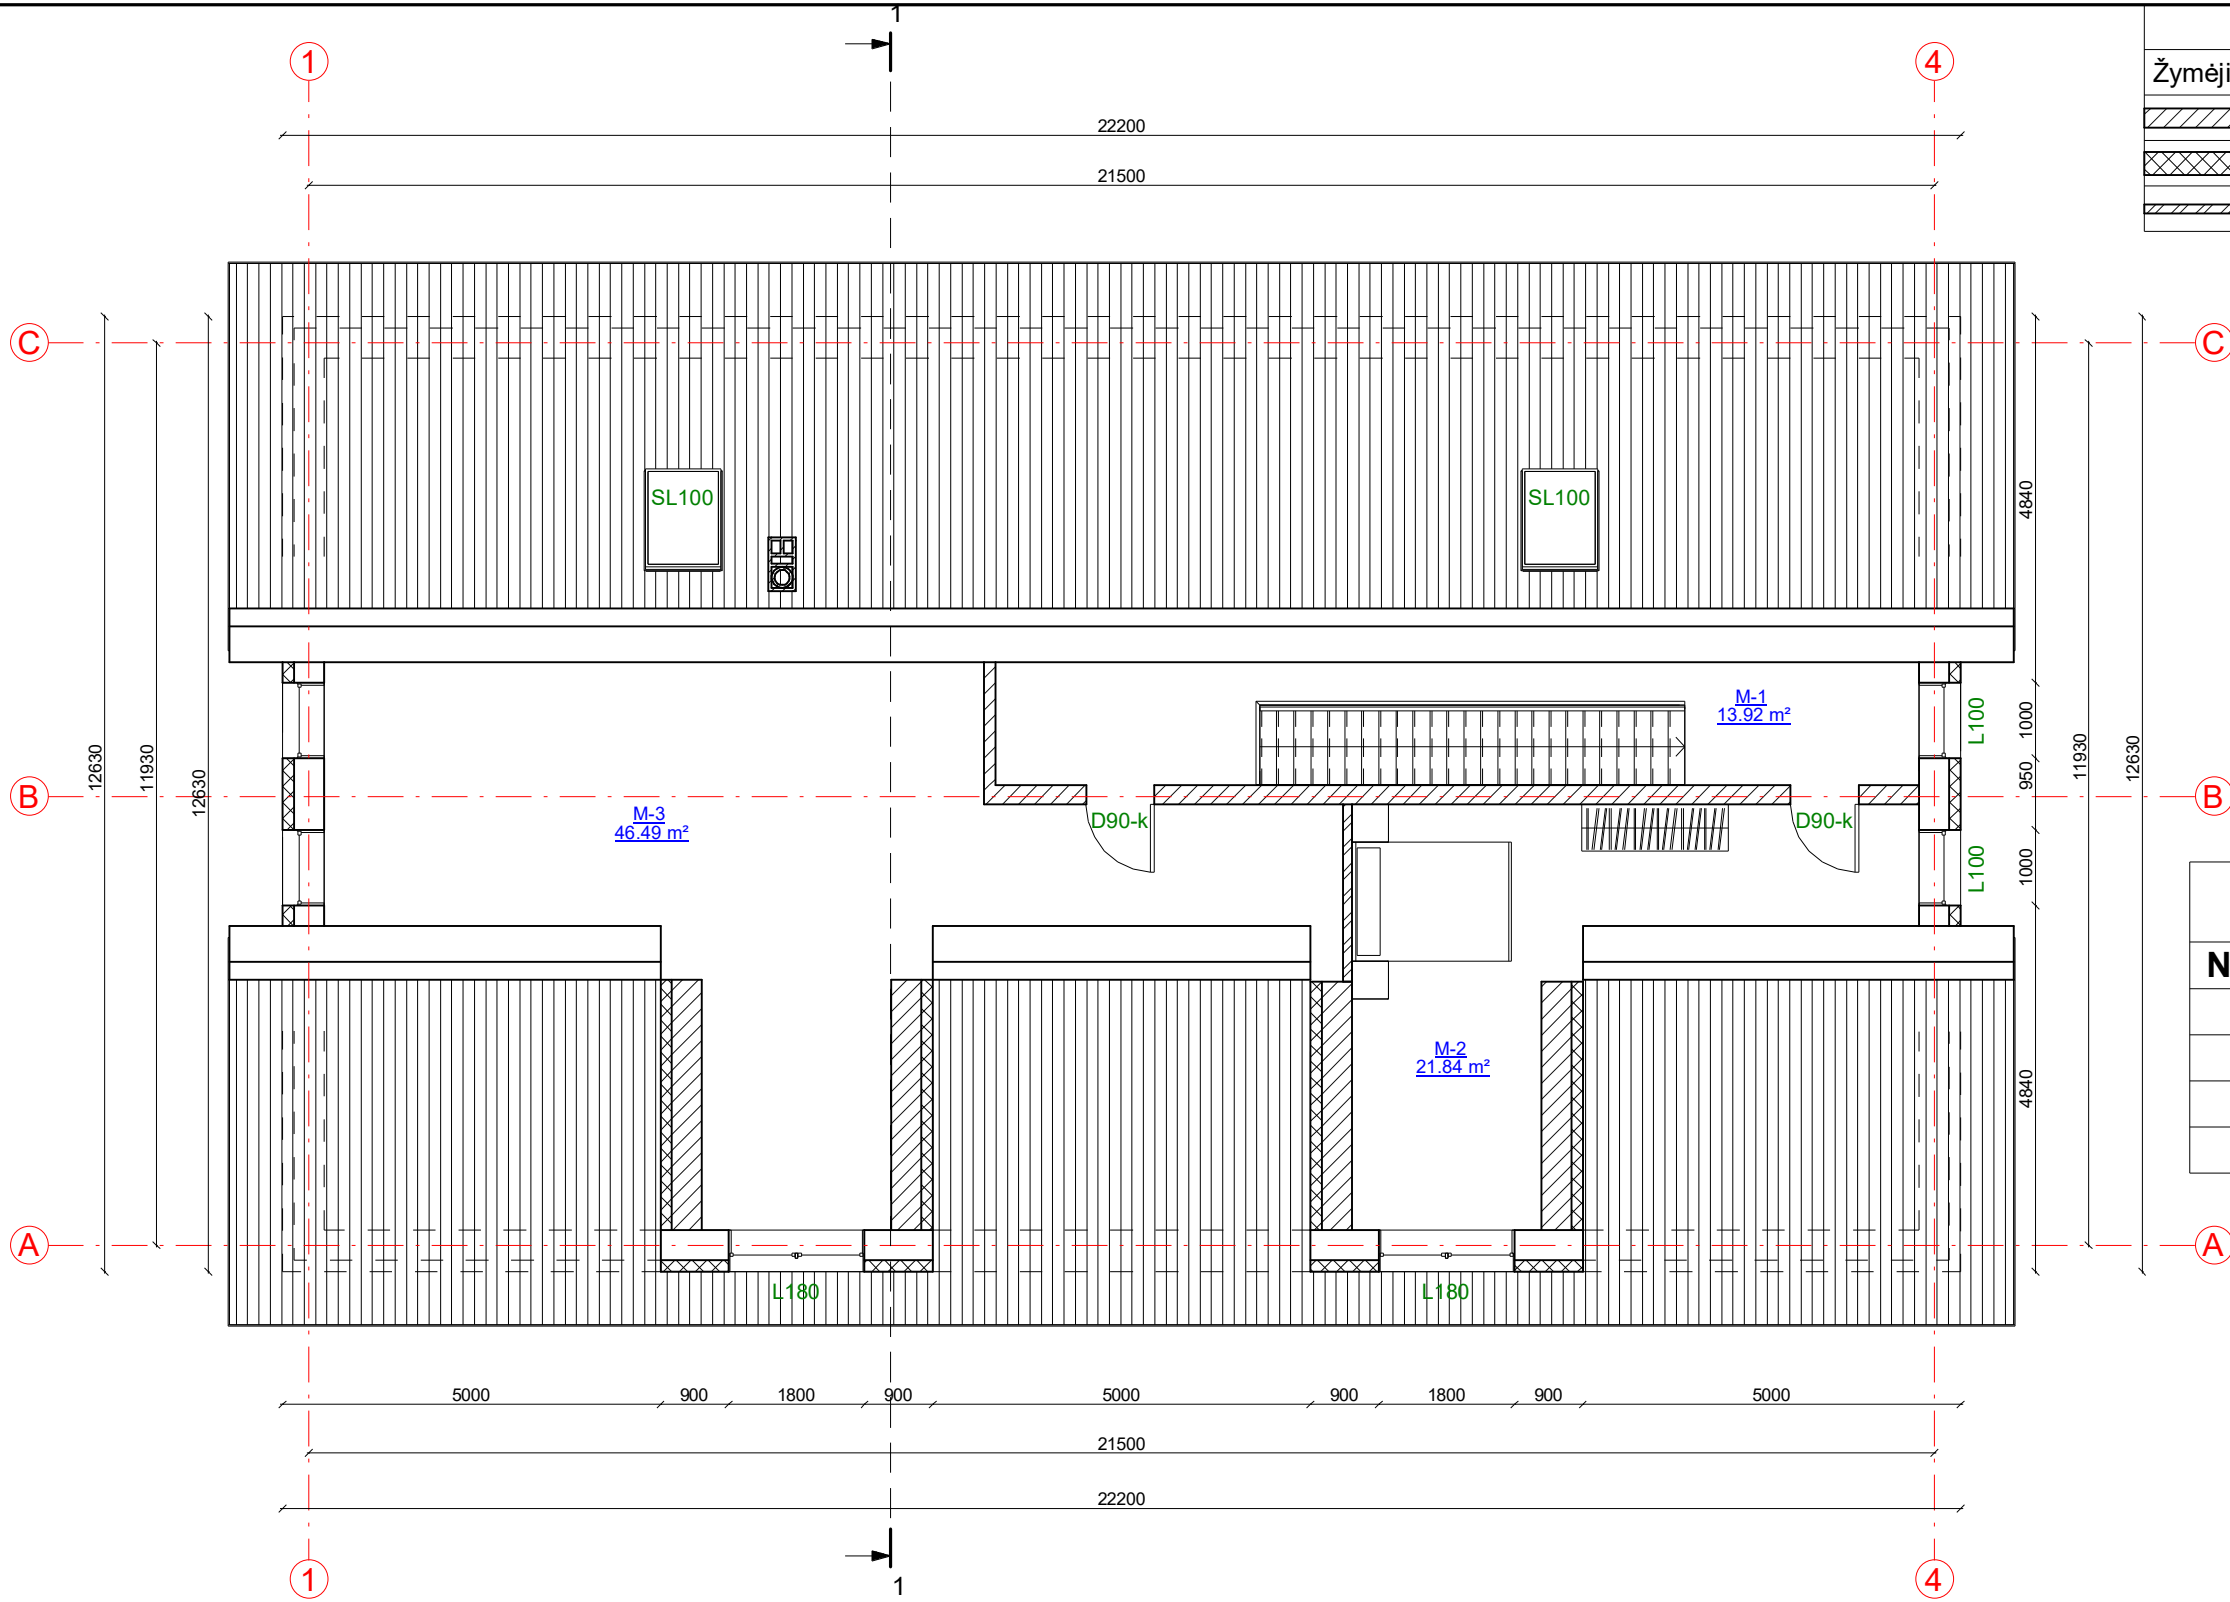 1
1
4
Žymėji
22200
21500
C
C
SL100
SL100
4840
M-1
13.92 m²
L100
1000
12630
11930
12630
950
11930
12630
B
B
M-3
46.49 m²
D90-k
D90-k
L100
1000
N
M-2
21.84 m²
4840
A
A
L180
L180
5000
900
1800
900
5000
900
1800
900
5000
21500
22200
1
1
4